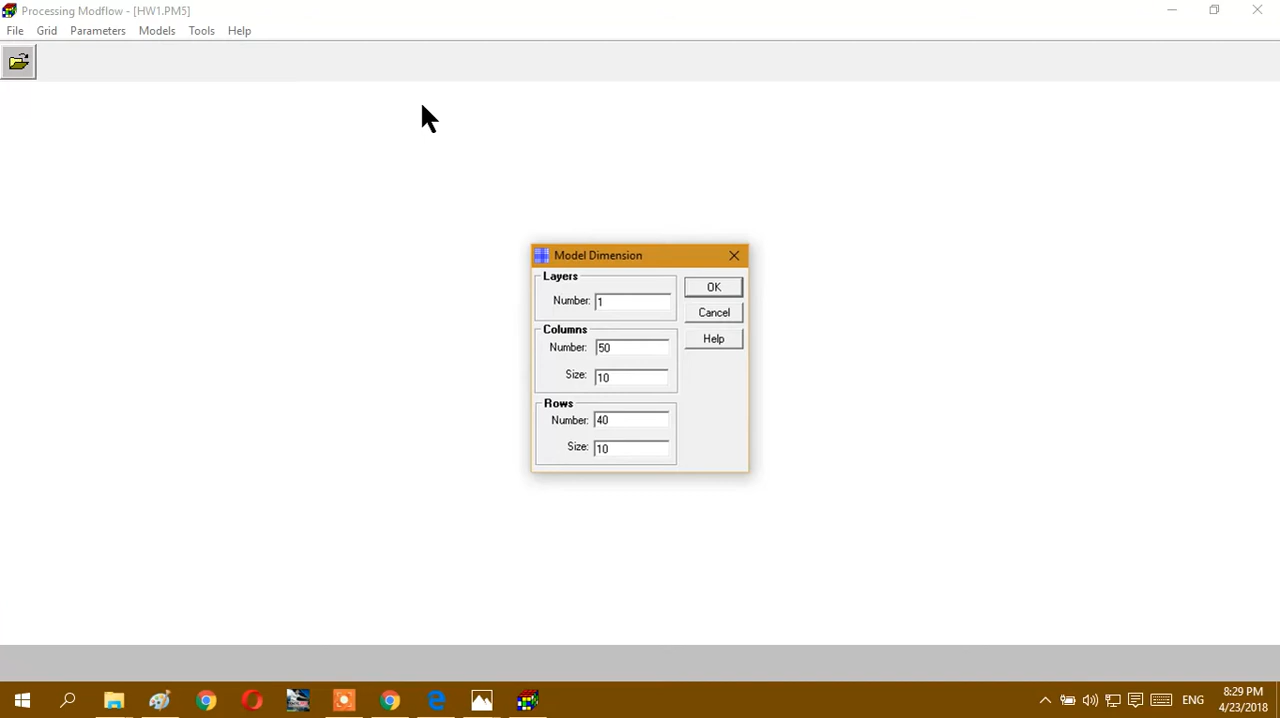 Processing Modflow - [HW1.PM5]
File Grid Parameters Models Tools Help
Model Dimension
Layers
Number: 1
OK
Cancel
Help
Columns
Number: 50
Size: 10
Rows
Number: 40
Size: 10
ENG
8:29 PM
4/23/2018